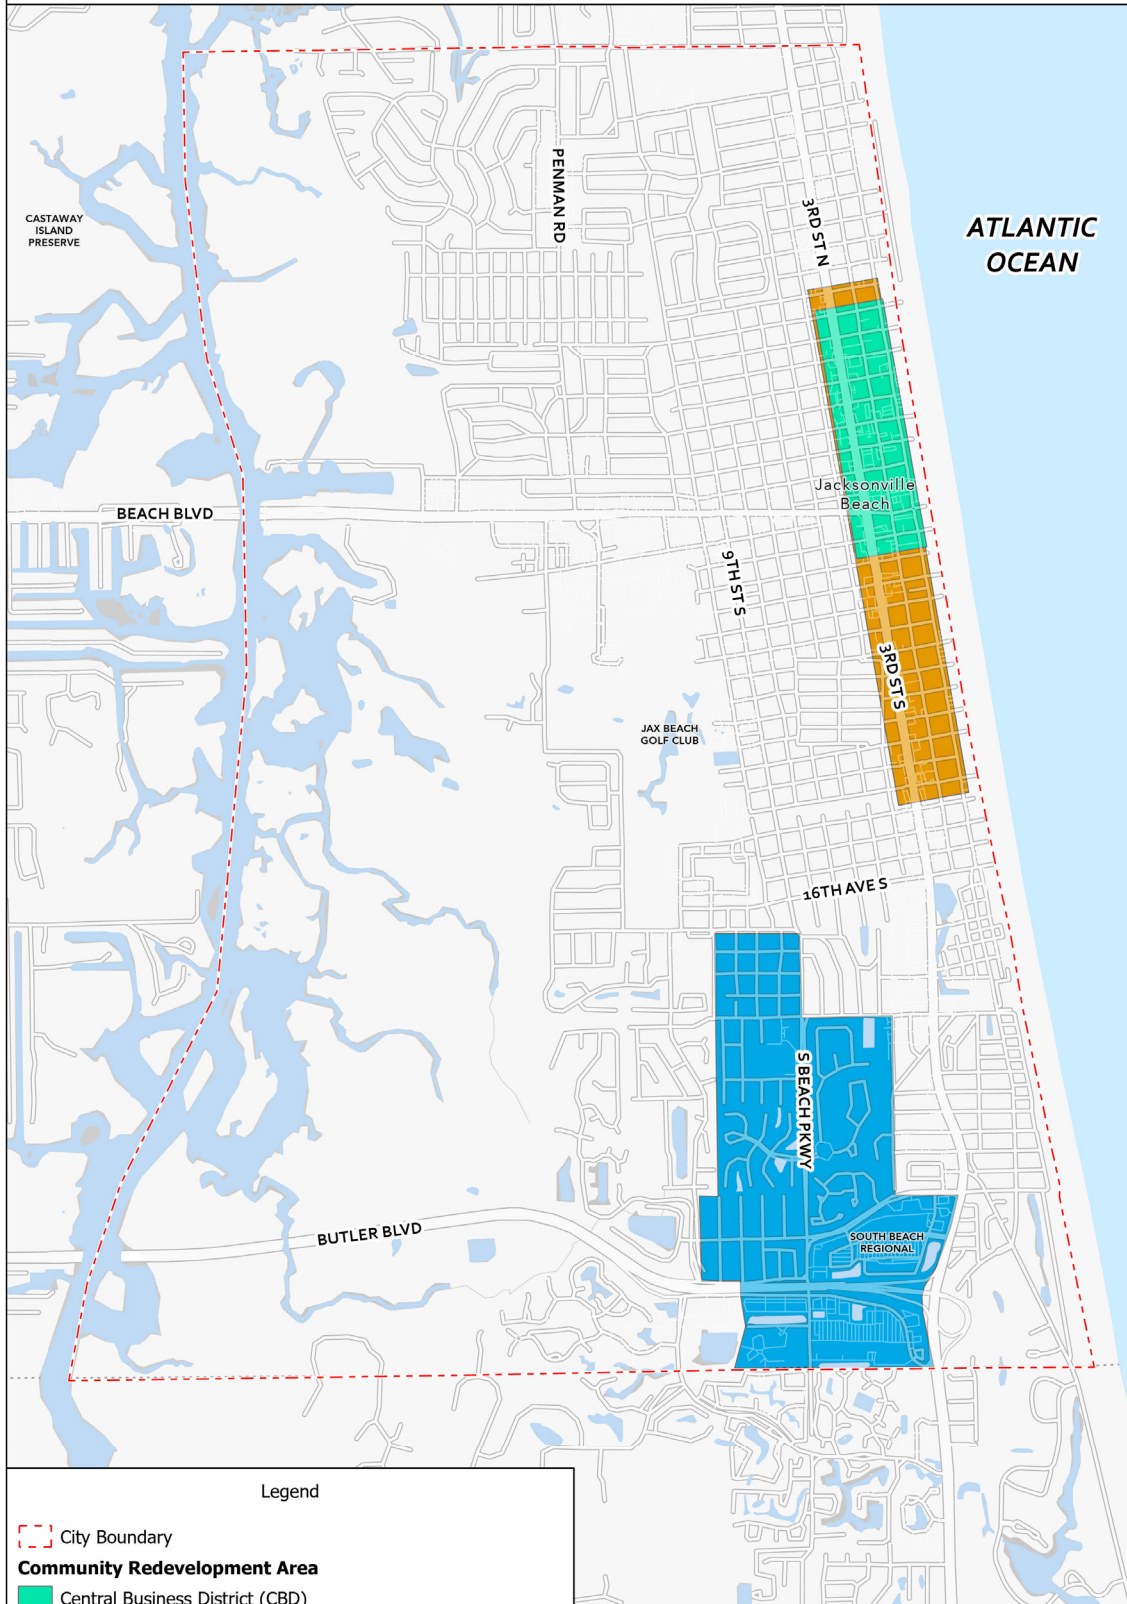 PENMAN RD
3RD ST N
CASTAWAY
ISLAND
PRESERVE
ATLANTIC
OCEAN
Jacksonville
Beach
BEACH BLVD
9TH ST S
3RD ST S
JAX BEACH
GOLF CLUB
16TH AVE S
S BEACH PKWY
BUTLER BLVD
SOUTH BEACH
REGIONAL
Legend
City Boundary
Community Redevelopment Area
Central Business District (CBD)